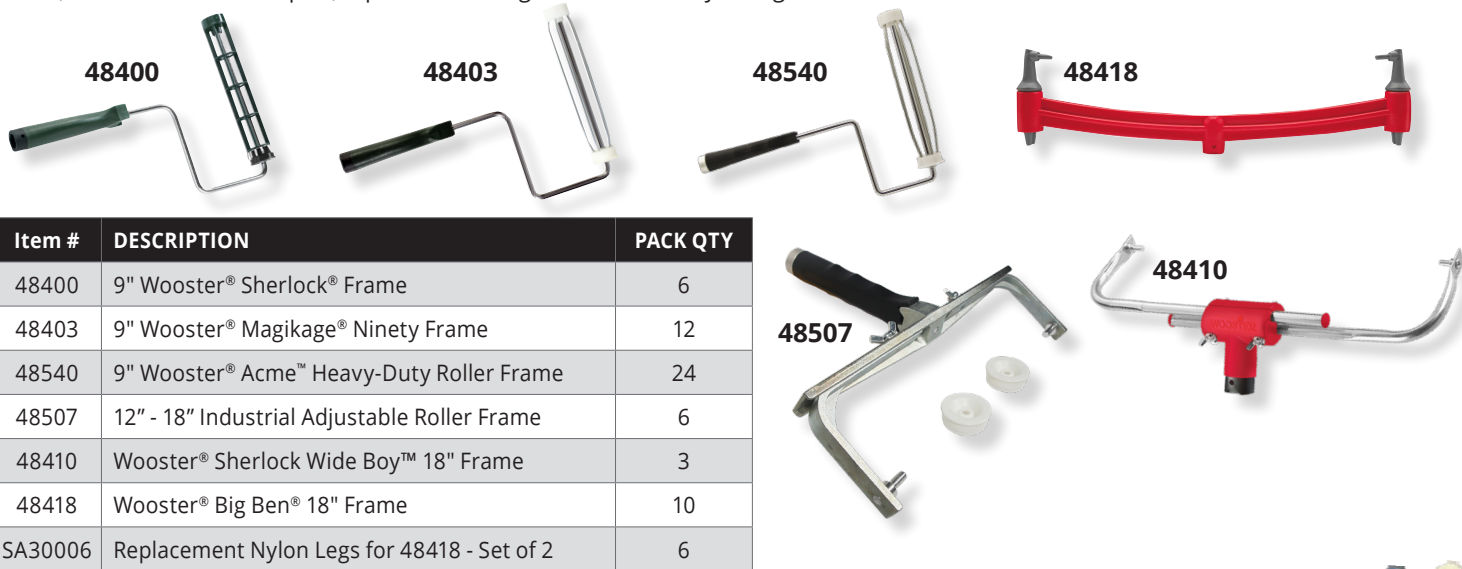 48400
48403
48540
48418
Item # DESCRIPTION PACK QTY
48400 9" Wooster® Sherlock® Frame 6
48403 9" Wooster® Magikage® Ninety Frame 12
48540 9" Wooster® Acme™ Heavy-Duty Roller Frame 24
48507 12” - 18” Industrial Adjustable Roller Frame 6
48410 Wooster® Sherlock Wide Boy™ 18" Frame 3
48418 Wooster® Big Ben® 18" Frame 10
SA30006 Replacement Nylon Legs for 48418 - Set of 2 6
48507
48410
WOOSTER